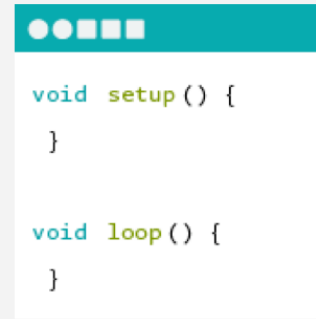 void setup() {
}
void loop() {
}